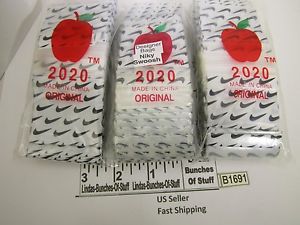 TM
2020
MADE IN CHINA
ORIGINAL
Designer
Bags
Niky
Swoosh
TM
2020
MADE IN CHINA
ORIGINAL
TM
2020
MADE IN CHINA
ORIGINAL
3 2 1
Lindas-Bunches-Of-Stuff
Lindas-Bunches-Of-Stuff
Bunches
Of Stuff
B1691
US Seller
Fast Shipping